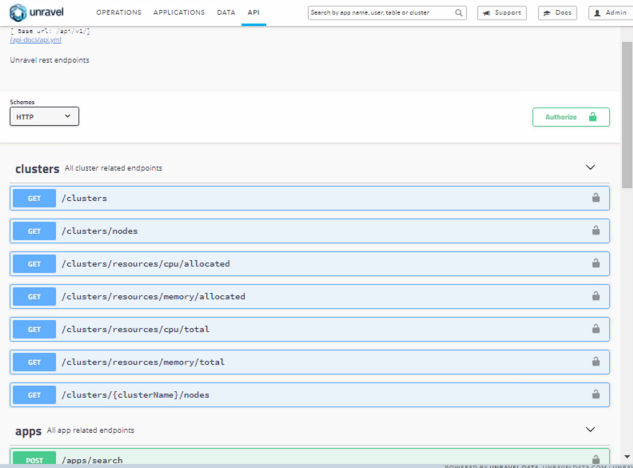 unravel OPERATIONS APPLICATIONS DATA API Search by app name, user, table or cluster Support Docs Admin
[ Base url: /api/v1/]
/api-docs/api.yml
Unravel rest endpoints
Schemes
HTTP
Authorize
clusters All cluster related endpoints
GET /clusters
GET /clusters/nodes
GET /clusters/resources/cpu/allocated
GET /clusters/resources/memory/allocated
GET /clusters/resources/cpu/total
GET /clusters/resources/memory/total
GET /clusters/{clusterName}/nodes
apps All app related endpoints
POST /apps/search
POWERED BY UNRAVEL DATA